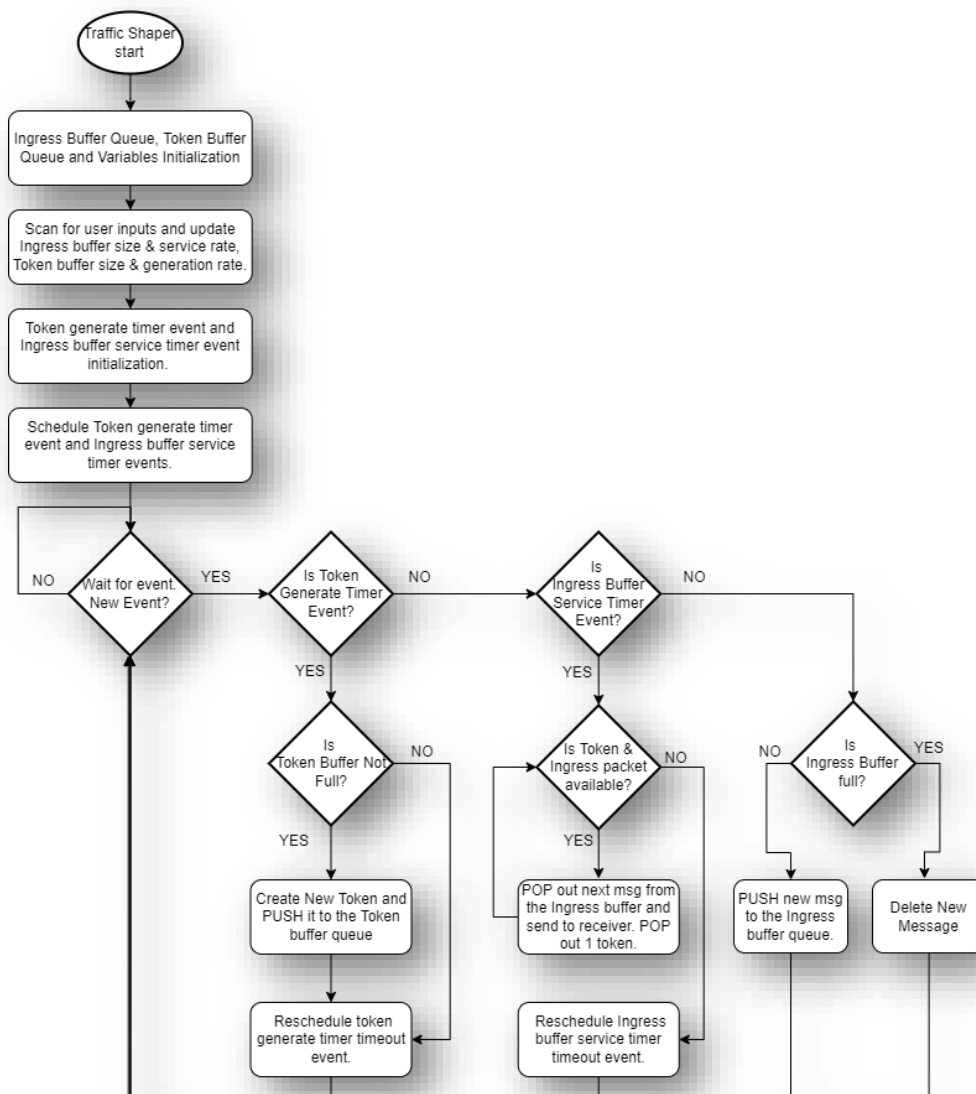 Traffic Shaper
start
Ingress Buffer Queue, Token Buffer
Queue and Variables Initialization
Scan for user inputs and update
Ingress buffer size & service rate,
Token buffer size & generation rate.
Token generate timer event and
Ingress buffer service timer event
initialization.
Schedule Token generate timer
event and Ingress buffer service
timer events.
NO
Wait for event.
New Event?
YES
Is Token
Generate Timer
Event?
NO
Is
Ingress Buffer
Service Timer
Event?
NO
YES
YES
Is
Token Buffer Not
Full?
NO
Is Token &
Ingress packet
available?
NO
NO
Is
Ingress Buffer
full?
YES
YES
YES
Create New Token and
PUSH it to the Token
buffer queue
POP out next msg from
the Ingress buffer and
send to receiver. POP
out 1 token.
PUSH new msg
to the Ingress
buffer queue.
Delete New
Message
Reschedule token
generate timer timeout
event.
Reschedule Ingress
buffer service timer
timeout event.